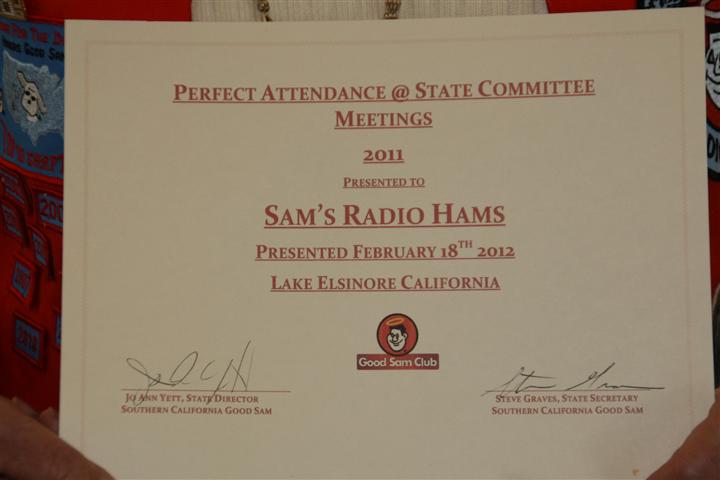 PERFECT ATTENDANCE @ STATE COMMITTEE
MEETINGS
2011
PRESENTED TO
SAM'S RADIO HAMS
PRESENTED FEBRUARY 18TH 2012
LAKE ELSINORE CALIFORNIA
Good Sam Club
JO ANN YETT, STATE DIRECTOR
SOUTHERN CALIFORNIA GOOD SAM
STEVE GRAVES, STATE SECRETARY
SOUTHERN CALIFORNIA GOOD SAM